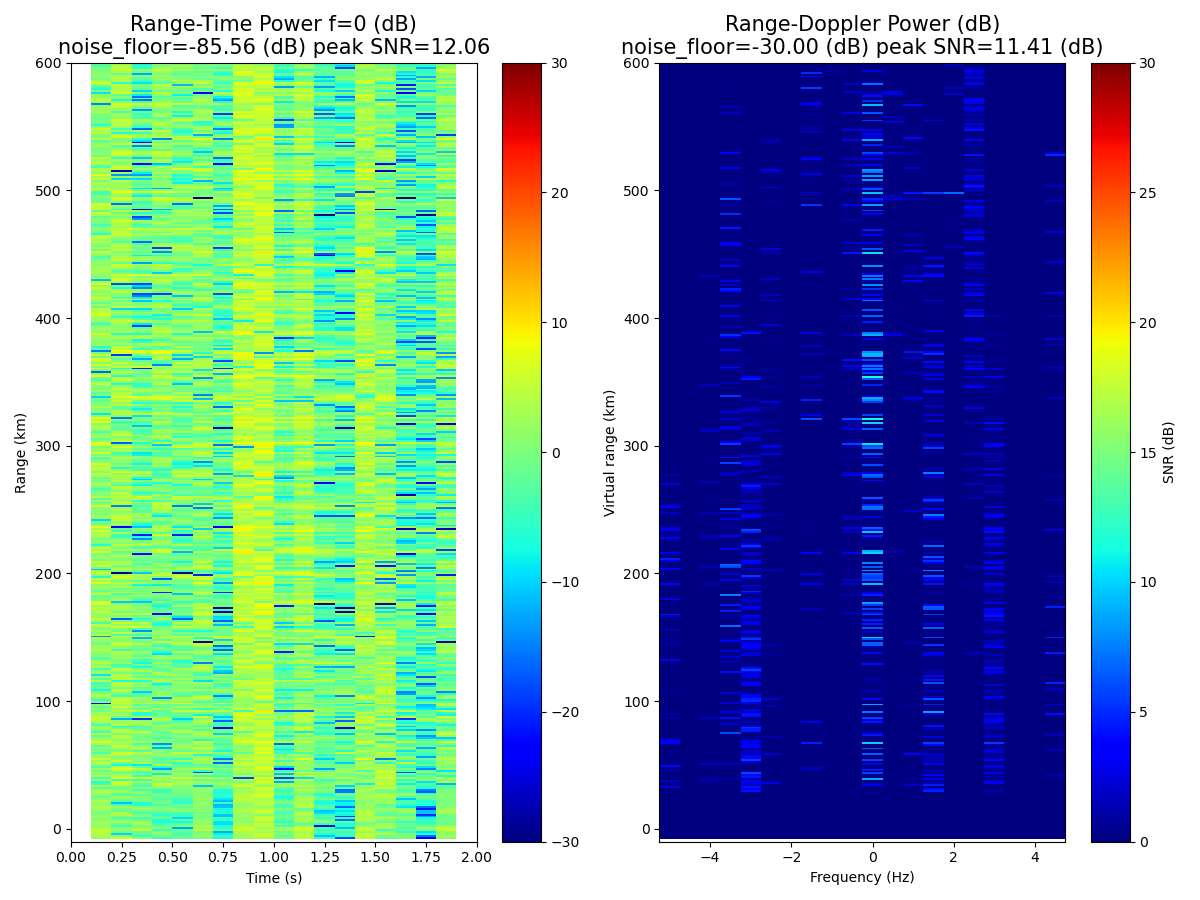 Range-Time Power f=0 (dB)
noise_floor=-85.56 (dB) peak SNR=12.06
600
500
400
300
200
100
0
Range (km)
0.00 0.25 0.50 0.75 1.00 1.25 1.50 1.75 2.00
Time (s)
30
20
10
0
−10
−20
−30
Range-Doppler Power (dB)
noise_floor=-30.00 (dB) peak SNR=11.41 (dB)
600
500
400
300
200
100
0
Virtual range (km)
−4 −2 0 2 4
Frequency (Hz)
30
25
20
15
10
5
0
SNR (dB)